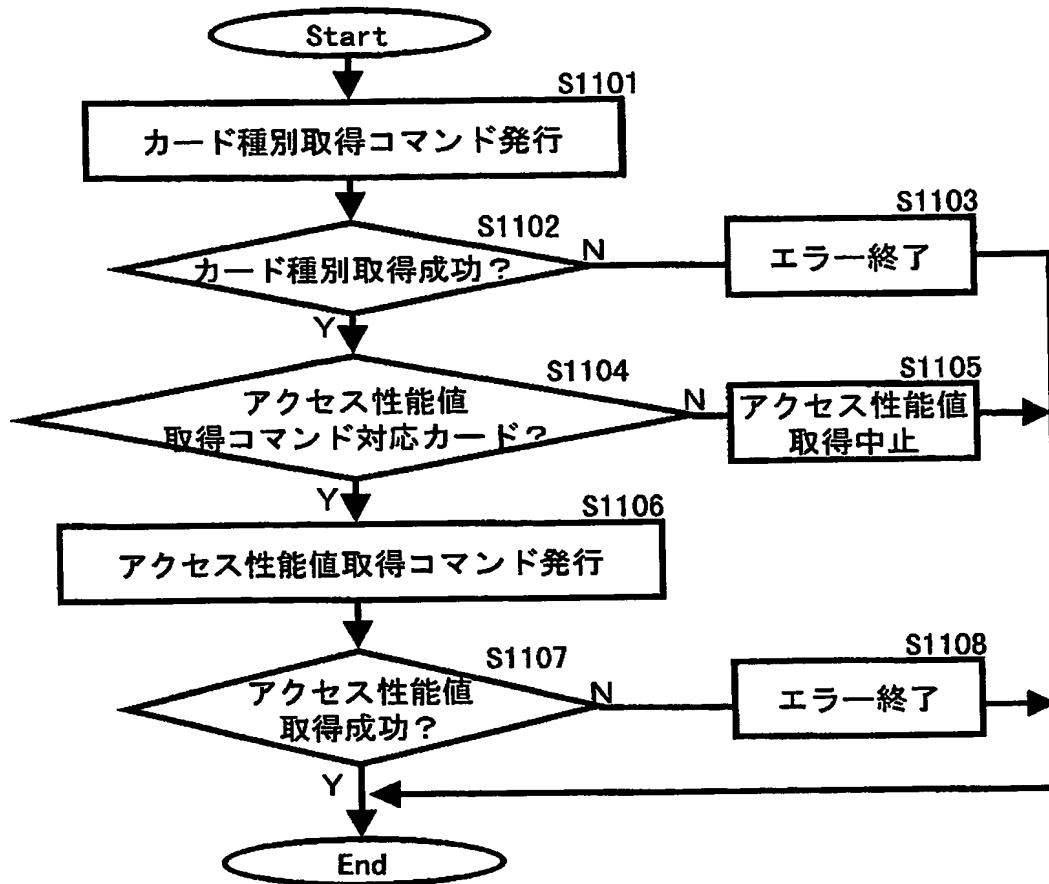 Start
S1101
カード種別取得コマンド発行
S1102
カード種別取得成功？
N
S1103
エラー終了
Y
S1104
アクセス性能値
取得コマンド対応カード？
N
S1105
アクセス性能値
取得中止
Y
S1106
アクセス性能値取得コマンド発行
S1107
アクセス性能値
取得成功？
N
S1108
エラー終了
Y
End